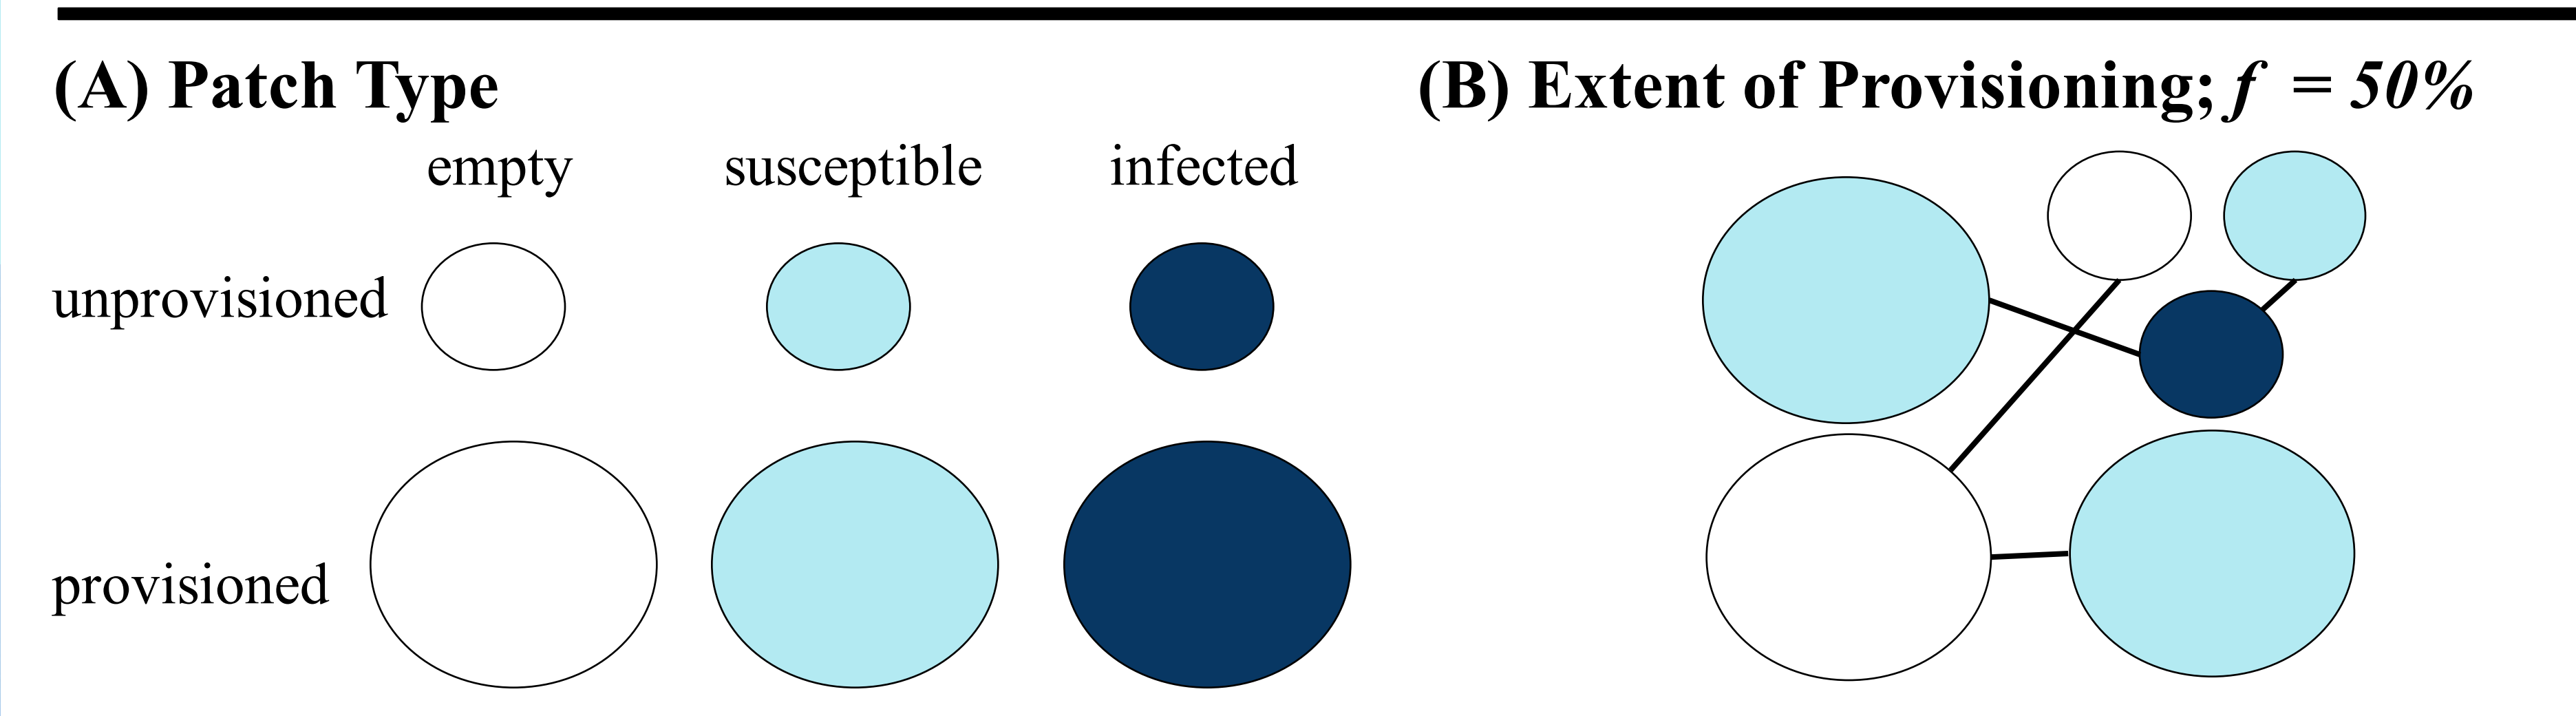 (A) Patch Type
empty susceptible infected
unprovisioned
provisioned
(B) Extent of Provisioning; f = 50%